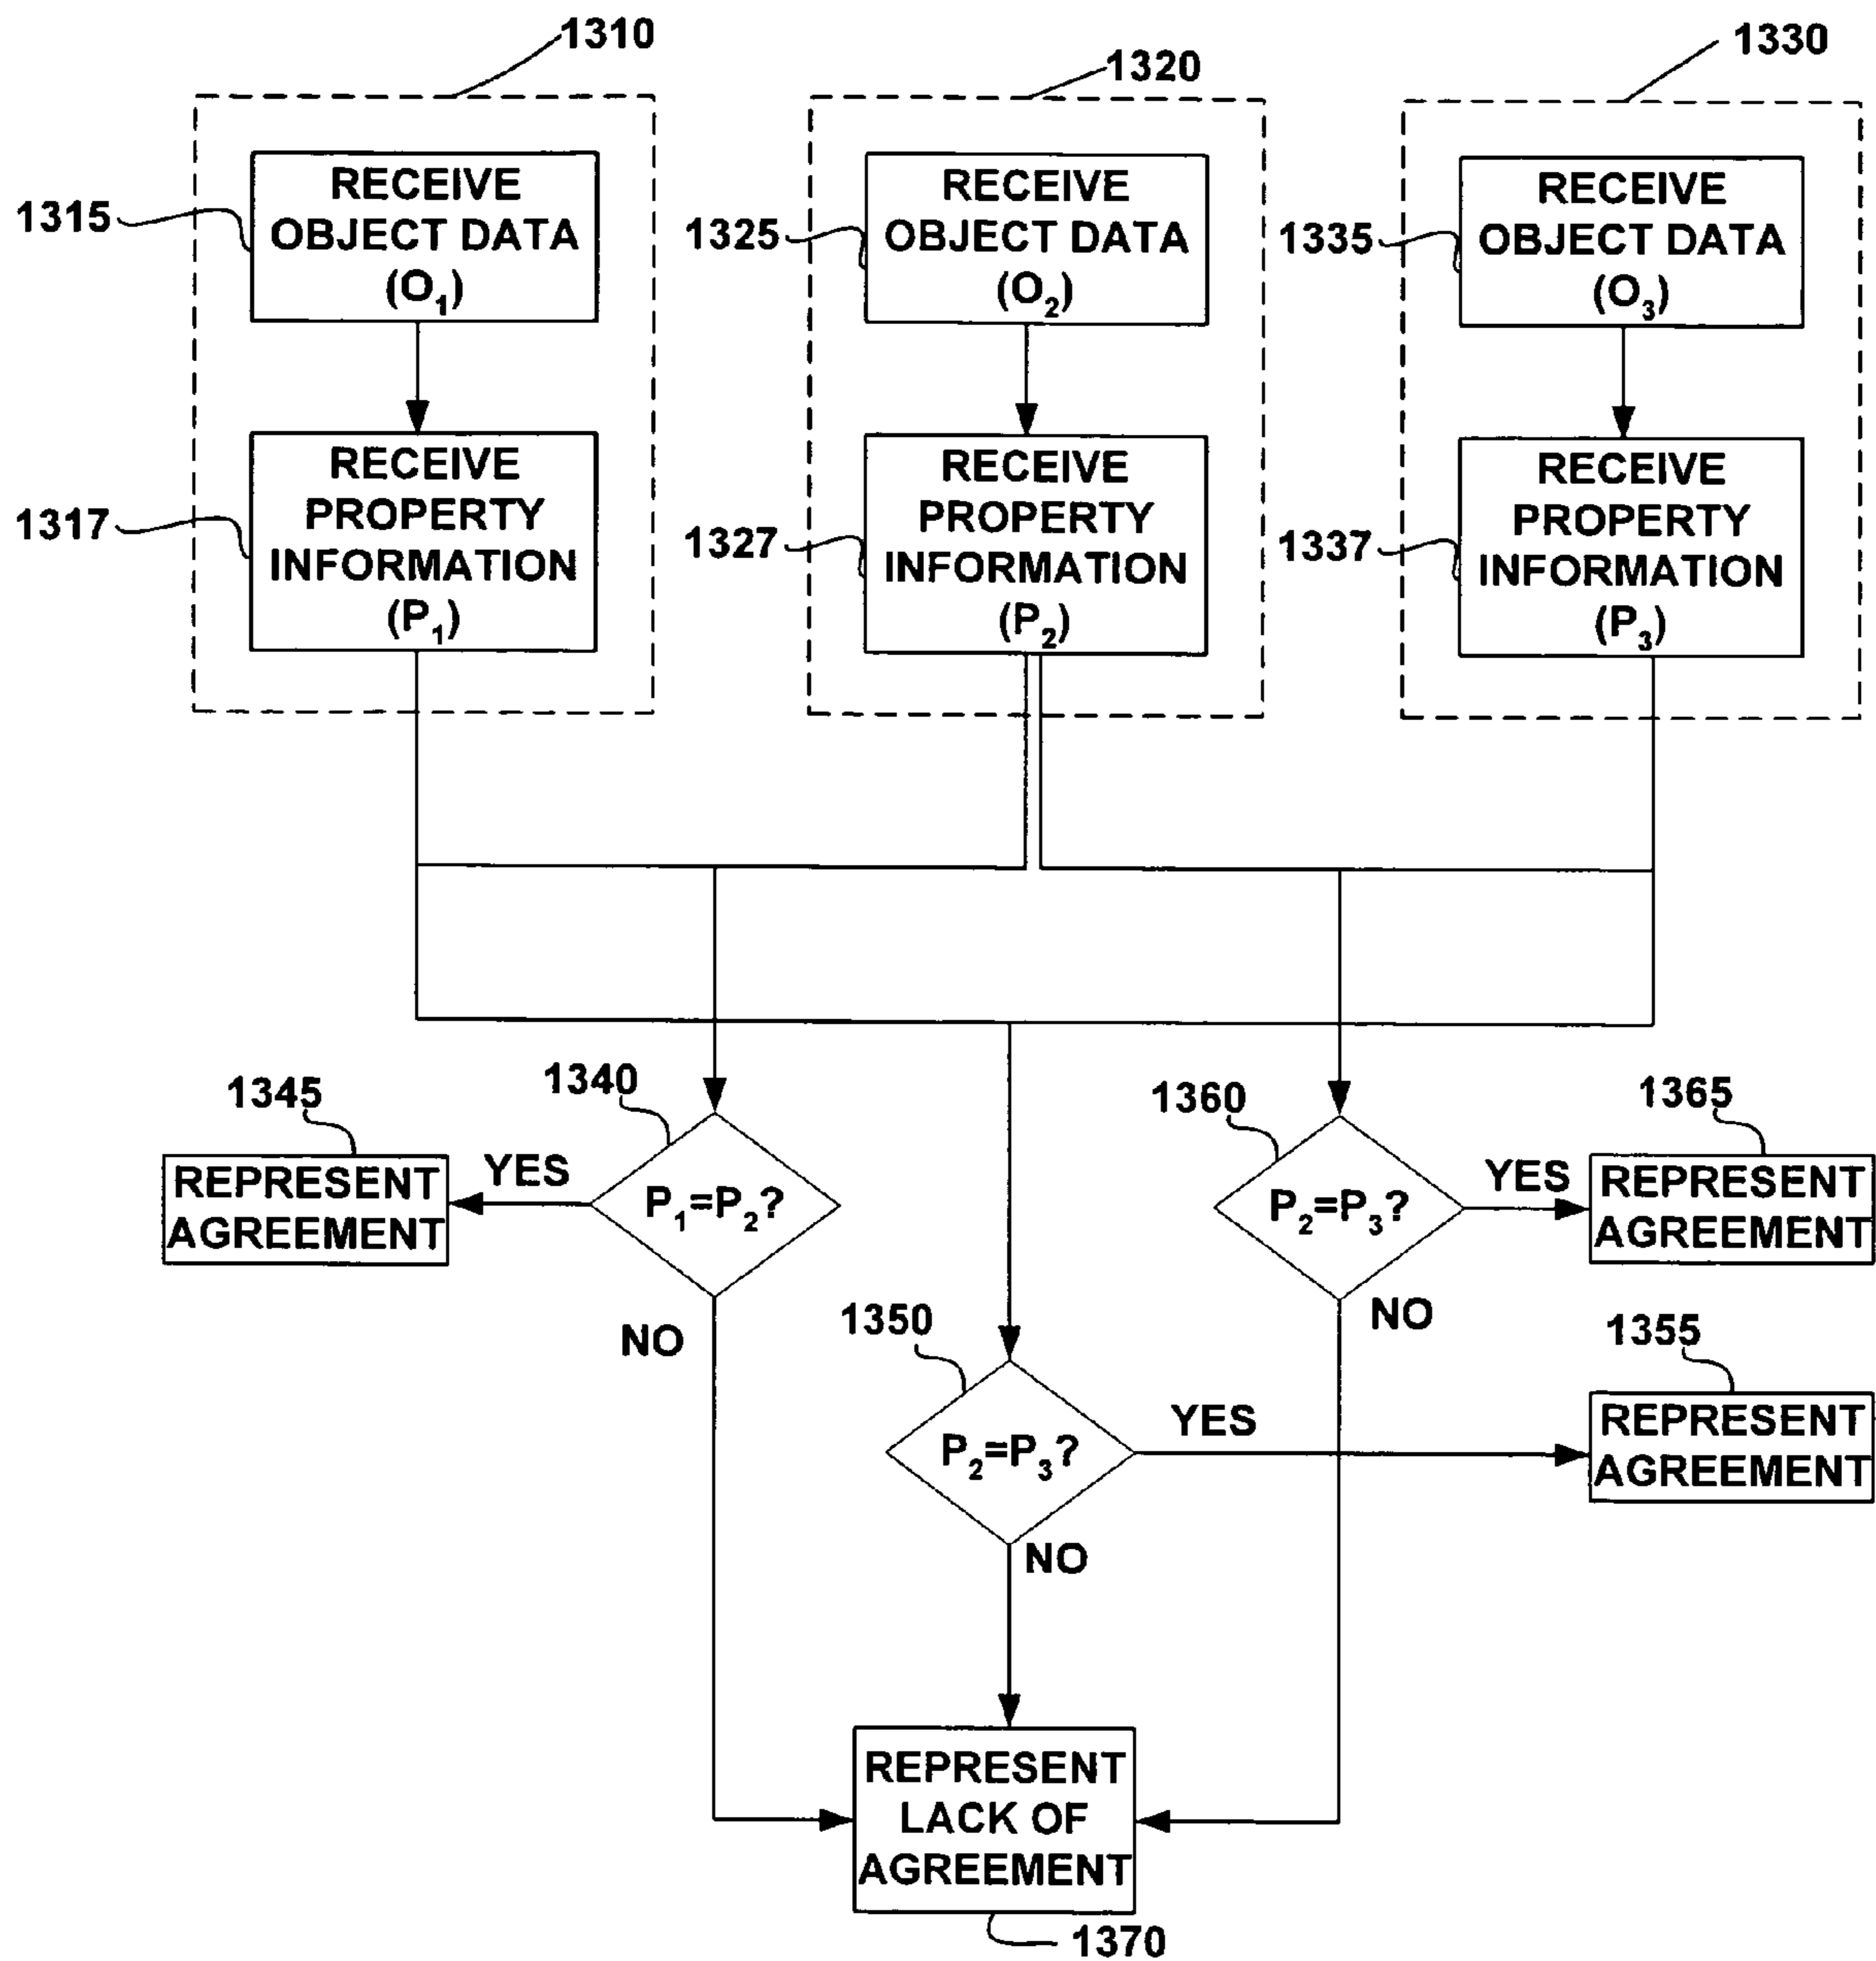 1310
1320
1330
RECEIVE
OBJECT DATA
(O₁)
1315
RECEIVE
OBJECT DATA
(O₂)
1325
RECEIVE
OBJECT DATA
(O₃)
1335
RECEIVE
PROPERTY
INFORMATION
(P₁)
1317
RECEIVE
PROPERTY
INFORMATION
(P₂)
1327
RECEIVE
PROPERTY
INFORMATION
(P₃)
1337
1345
REPRESENT
AGREEMENT
YES
1340
P₁=P₂?
NO
1360
P₂=P₃?
YES
NO
1365
REPRESENT
AGREEMENT
1350
P₂=P₃?
YES
NO
1355
REPRESENT
AGREEMENT
REPRESENT
LACK OF
AGREEMENT
1370